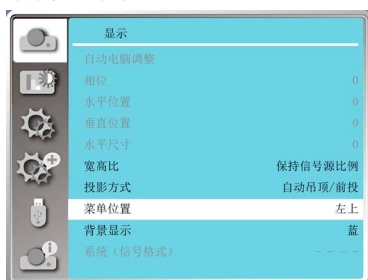 显示
自动电脑调整
相位 0
水平位置 0
垂直位置 0
水平尺寸 0
宽高比 保持信号源比例
投影方式 自动吊顶/前投
菜单位置 左上
背景显示 蓝
系统（信号格式） - - - -